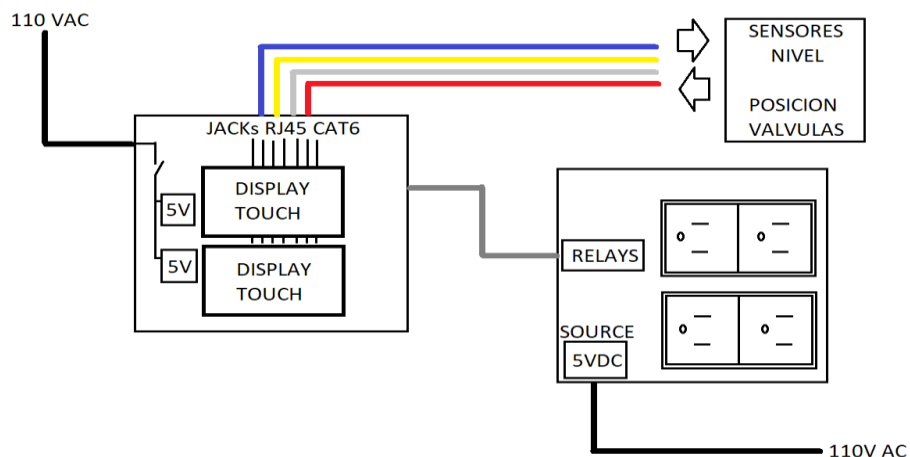 110 VAC
SENSORES
NIVEL
POSICION
VALVULAS
JACKs RJ45 CAT6
DISPLAY
TOUCH
5V
5V
DISPLAY
TOUCH
RELAYS
SOURCE
5VDC
110V AC